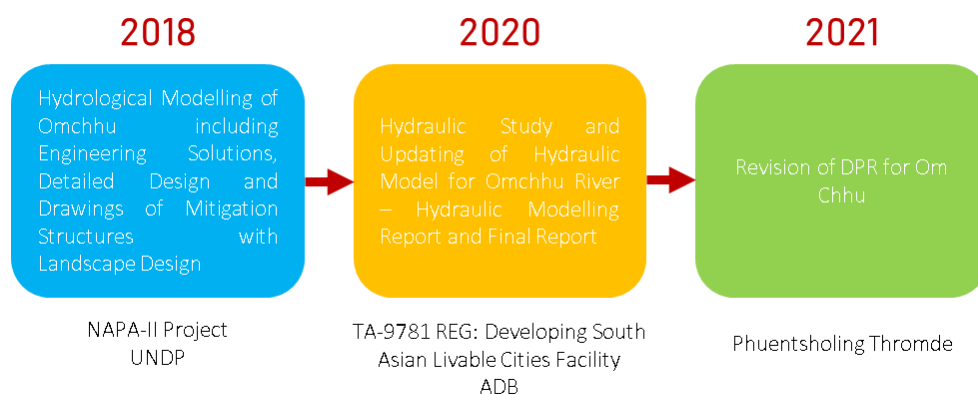 2018
2020
2021
Hydrological Modelling of
Omchhu including
Engineering Solutions,
Detailed Design and
Drawings of Mitigation
Structures with
Landscape Design
Hydraulic Study and
Updating of Hydraulic
Model for Omchhu River
– Hydraulic Modelling
Report and Final Report
Revision of DPR for Om
Chhu
NAPA-II Project
UNDP
TA-9781 REG: Developing South
Asian Livable Cities Facility
ADB
Phuentsholing Thromde